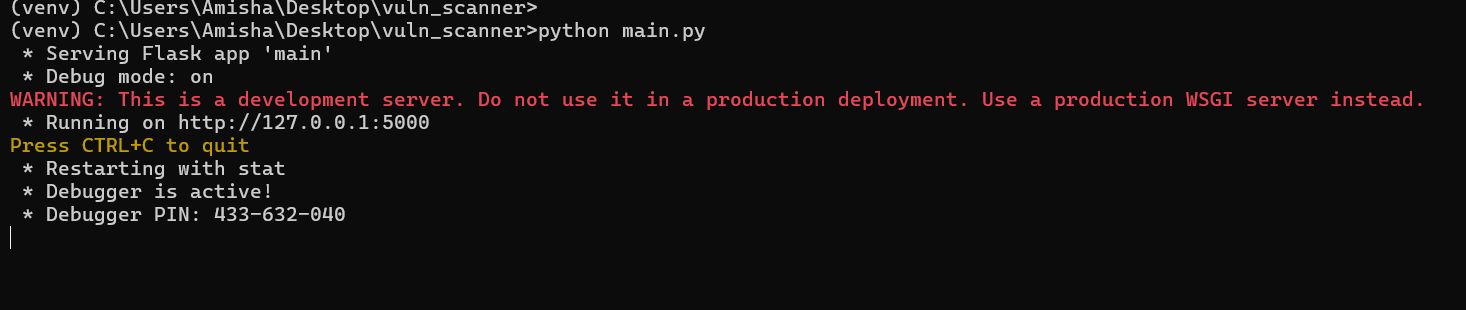 (venv) C:\Users\Amisha\Desktop\vuln_scanner>
(venv) C:\Users\Amisha\Desktop\vuln_scanner>python main.py
 * Serving Flask app 'main'
 * Debug mode: on
WARNING: This is a development server. Do not use it in a production deployment. Use a production WSGI server instead.
 * Running on http://127.0.0.1:5000
Press CTRL+C to quit
 * Restarting with stat
 * Debugger is active!
 * Debugger PIN: 433-632-040